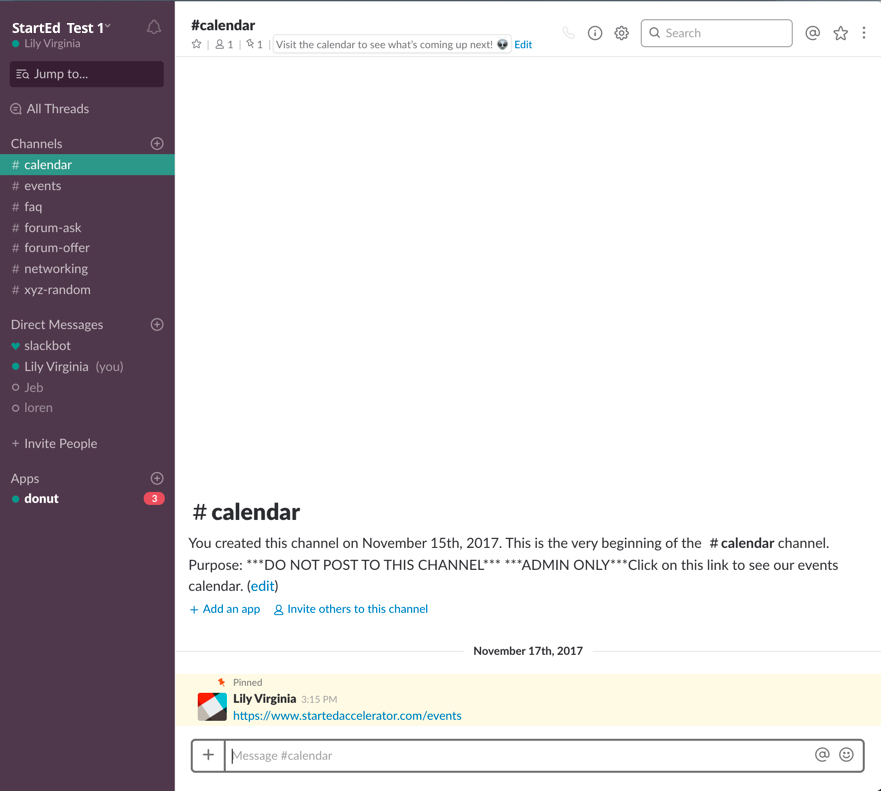 StartEd Test 1
Lily Virginia
Jump to...
All Threads
Channels
# calendar
# events
# faq
# forum-ask
# forum-offer
# networking
# xyz-random
Direct Messages
slackbot
Lily Virginia (you)
Jeb
loren
+ Invite People
Apps
donut 3
#calendar
1 | 1 | Visit the calendar to see what's coming up next! 👽 Edit
Search
# calendar
You created this channel on November 15th, 2017. This is the very beginning of the # calendar channel.
Purpose: ***DO NOT POST TO THIS CHANNEL*** ***ADMIN ONLY***Click on this link to see our events
calendar. (edit)
+ Add an app Invite others to this channel
November 17th, 2017
Pinned
Lily Virginia 3:15 PM
https://www.startedaccelerator.com/events
Message #calendar